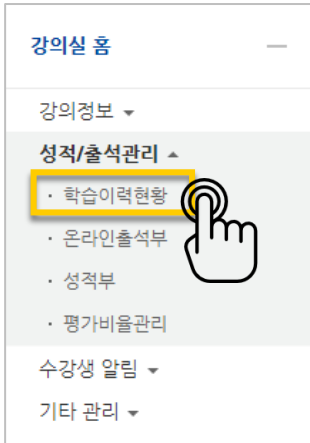 강의실 홈
강의정보
성적/출석관리
· 학습이력현황
· 온라인출석부
· 성적부
· 평가비율관리
수강생 알림
기타 관리